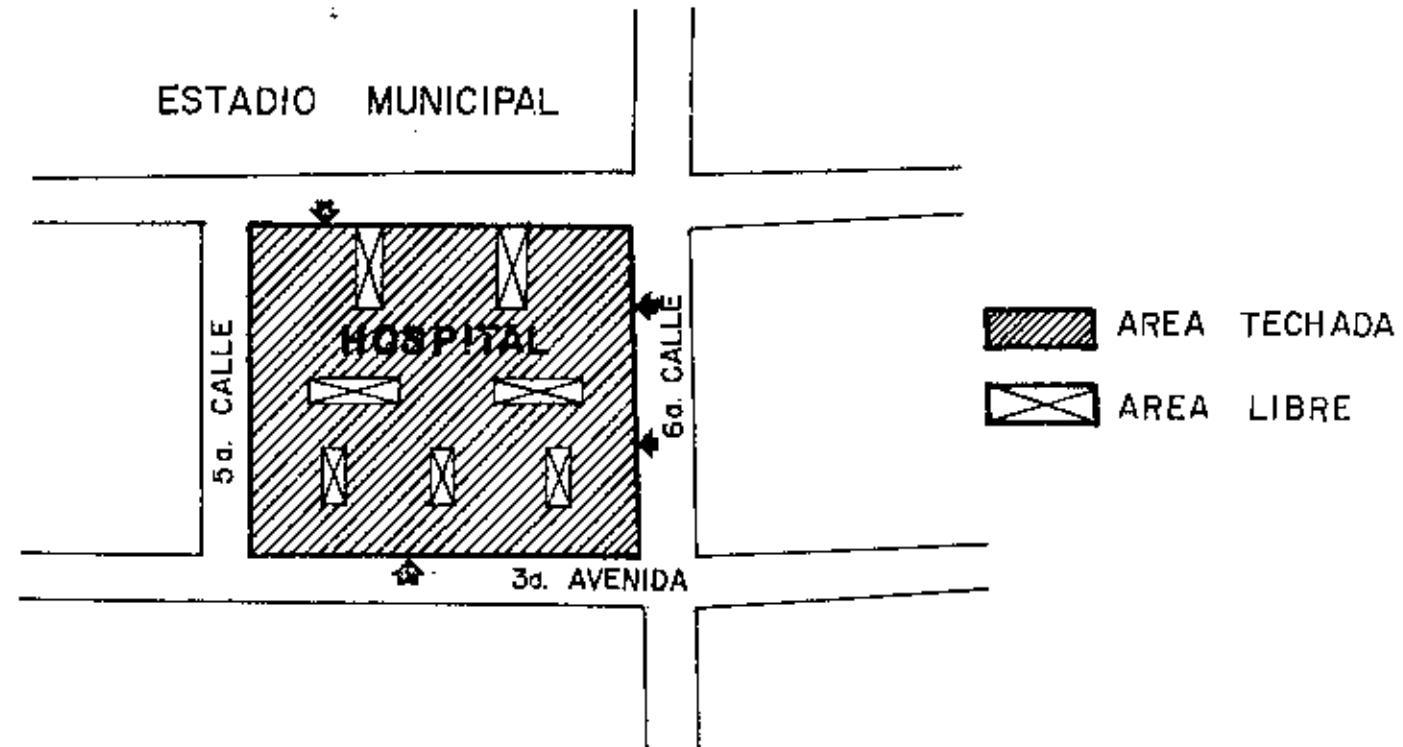 ESTADIO MUNICIPAL
HOSPITAL
5a. CALLE
6a. CALLE
3a. AVENIDA
AREA TECHADA
AREA LIBRE